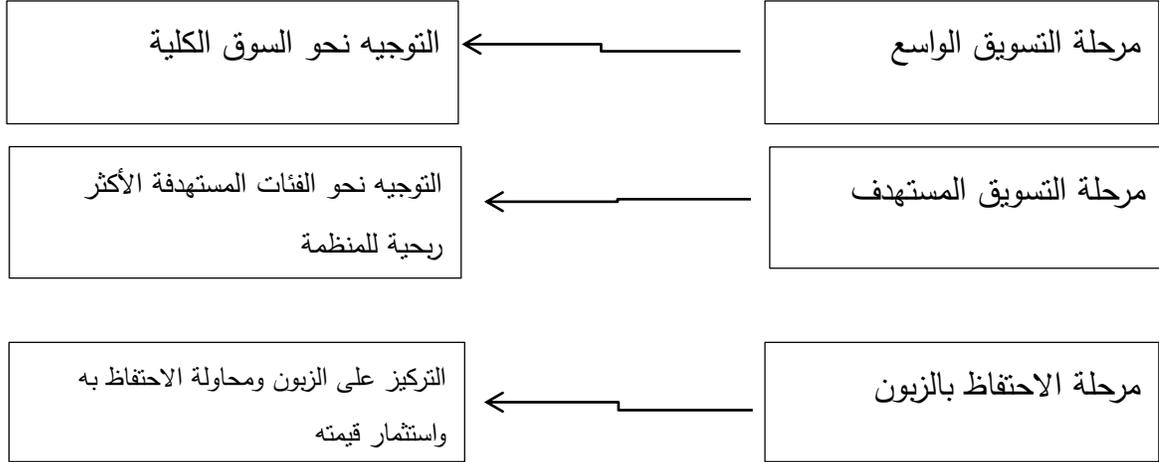 مرحلة التسويق الواسع
التوجيه نحو السوق الكلية
مرحلة التسويق المستهدف
التوجيه نحو الفئات المستهدفة الأكثر
ربحية للمنظمة
مرحلة الاحتفاظ بالزبون
التركيز على الزبون ومحاولة الاحتفاظ به
واستثمار قيمته